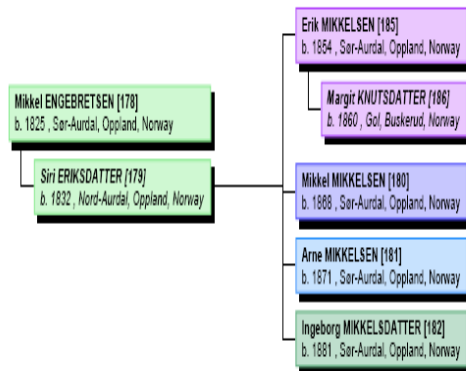 Erik MIKKELSEN [185]
b. 1854 , Sør-Aurdal, Oppland, Norway
Margit KNUTSDATTER [186]
b. 1860 , Gol, Buskerud, Norway
Mikkel ENGEBRETSEN [178]
b. 1825 , Sør-Aurdal, Oppland, Norway
Siri ERIKSDATTER [179]
b. 1832 , Nord-Aurdal, Oppland, Norway
Mikkel MIKKELSEN [180]
b. 1868 , Sør-Aurdal, Oppland, Norway
Arne MIKKELSEN [181]
b. 1871 , Sør-Aurdal, Oppland, Norway
Ingeborg MIKKELSDATTER [182]
b. 1881 , Sør-Aurdal, Oppland, Norway